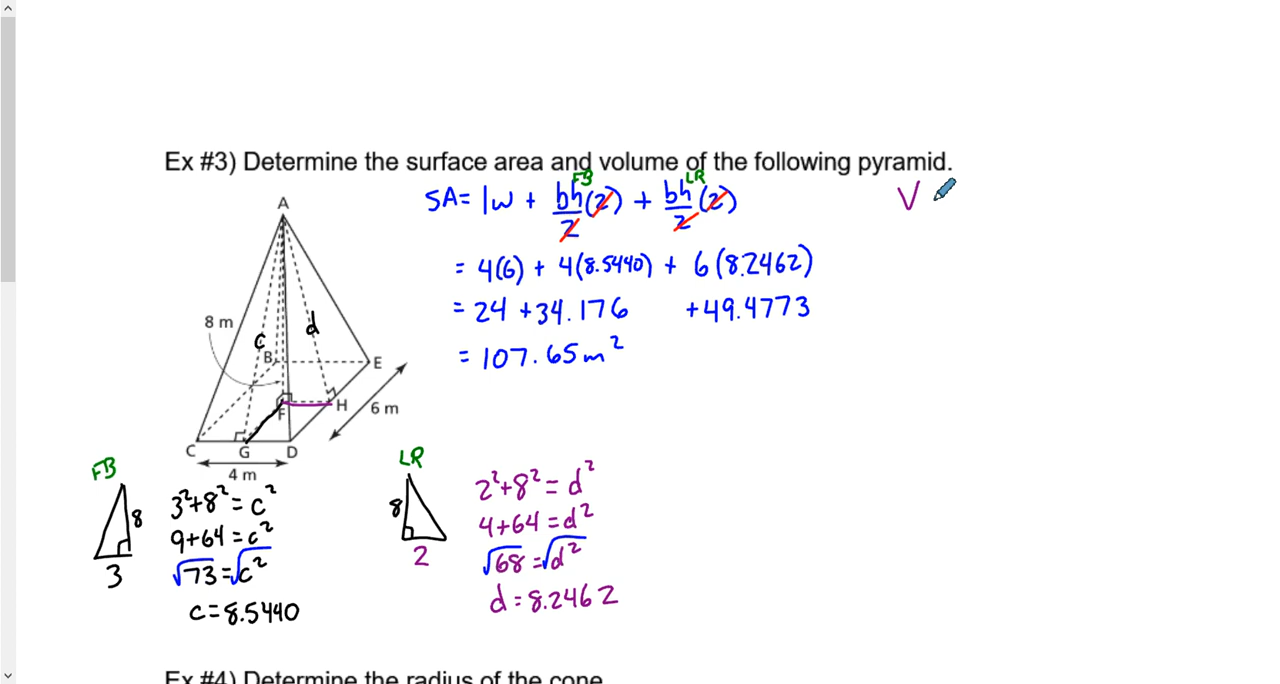 Ex #3) Determine the surface area and volume of the following pyramid.
FB LR
SA = lw + bh/2 (2) + bh/2 (2)
V
= 4(6) + 4(8.5440) + 6(8.2462)
= 24 + 34.176 + 49.4773
= 107.65 m²
A
8 m
c
d
B
E
F
H
6 m
C
G
D
4 m
FB
8
3
3² + 8² = c²
9 + 64 = c²
√73 = √c²
c = 8.5440
LR
8
2
2² + 8² = d²
4 + 64 = d²
√68 = √d²
d = 8.2462
Ex #4) Determine the radius of the cone